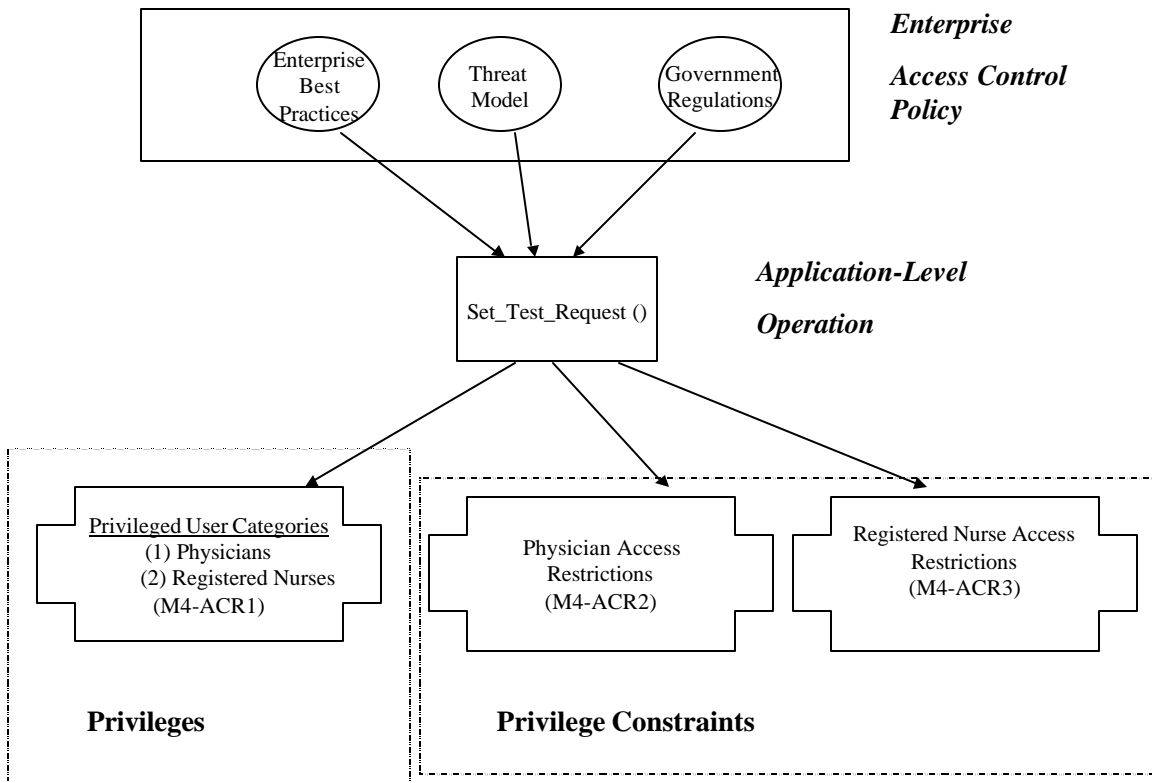 Enterprise
Access Control
Policy
Enterprise
Best
Practices
Threat
Model
Government
Regulations
Set_Test_Request ()
Application-Level
Operation
Privileged User Categories
(1) Physicians
(2) Registered Nurses
(M4-ACR1)
Physician Access
Restrictions
(M4-ACR2)
Registered Nurse Access
Restrictions
(M4-ACR3)
Privileges
Privilege Constraints